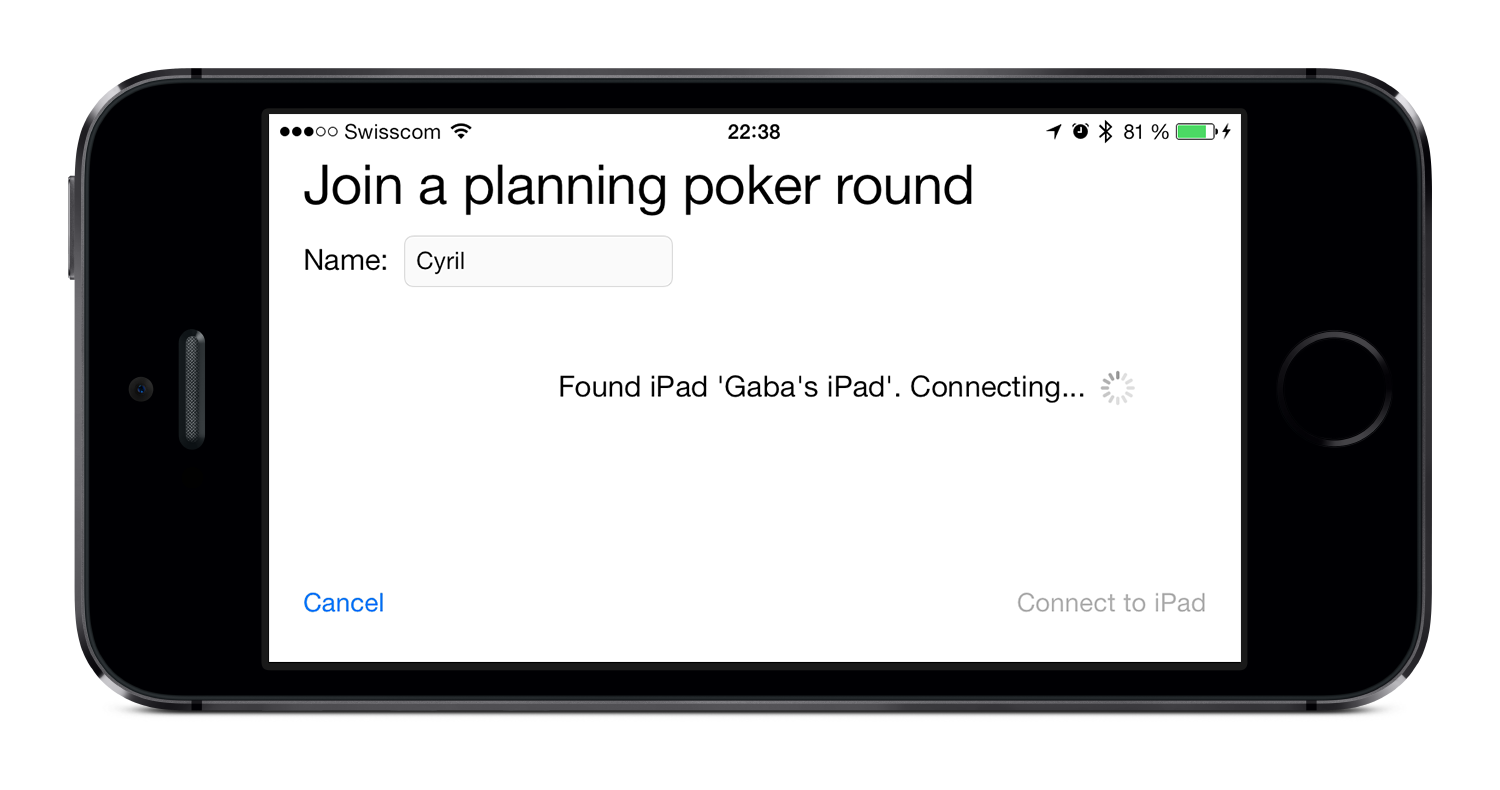 Swisscom 22:38 81 %
Join a planning poker round
Name: Cyril
Found iPad 'Gaba's iPad'. Connecting...
Cancel Connect to iPad